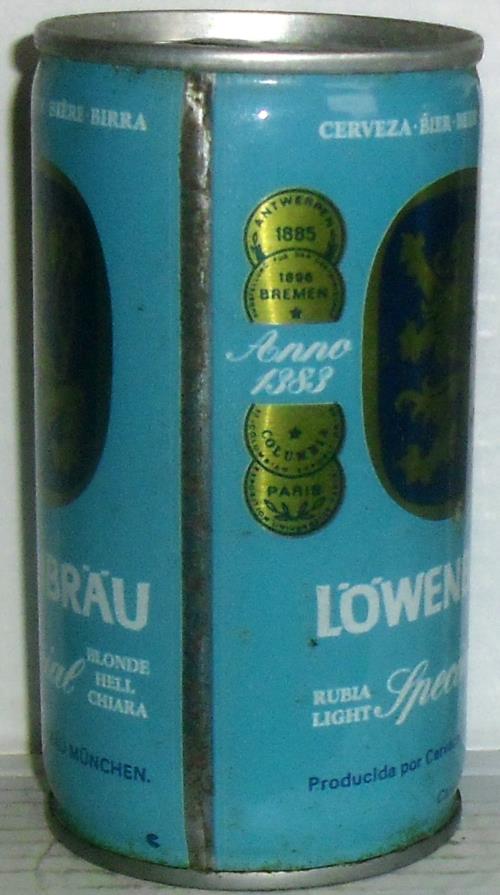 BIÈRE·BIRRA
BRÄU
BLONDE
HELL
CHIARA
MÜNCHEN.
CERVEZA·BIER·
ANTWERPEN
1885
1896
BREMEN
Anno
1383
COLUMBIA
PARIS
LÖWEN
RUBIA
LIGHT
Spec
Producida por